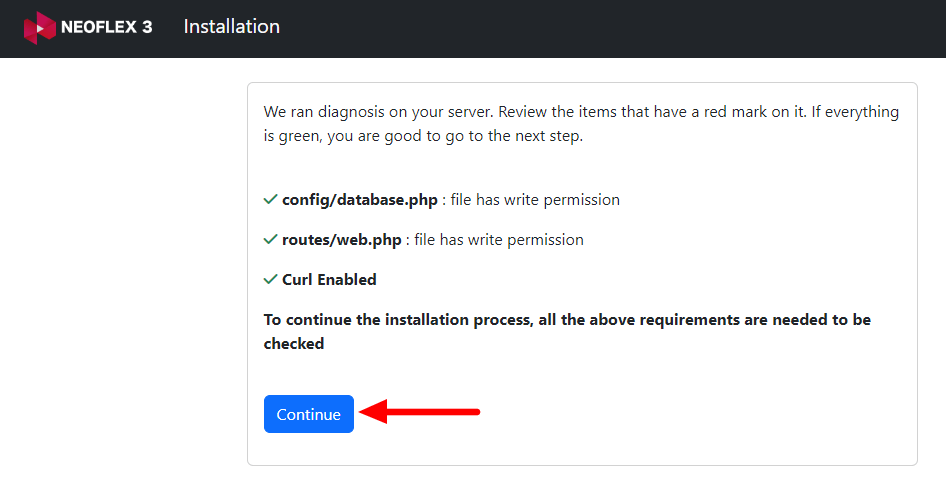 NEOFLEX 3 Installation
We ran diagnosis on your server. Review the items that have a red mark on it. If everything
is green, you are good to go to the next step.
config/database.php : file has write permission
routes/web.php : file has write permission
Curl Enabled
To continue the installation process, all the above requirements are needed to be
checked
Continue